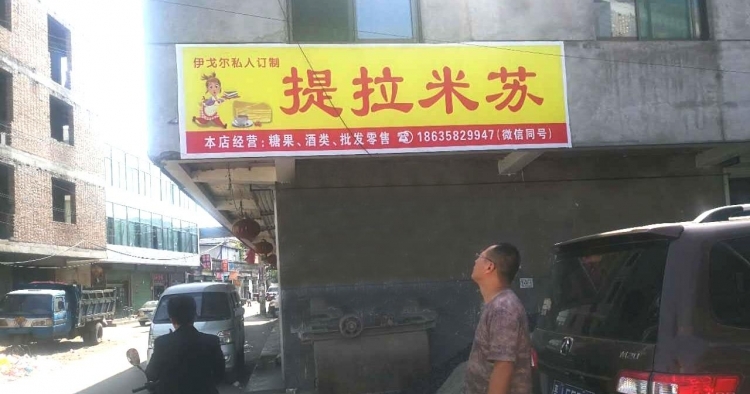 伊戈尔私人订制
提拉米苏
本店经营:糖果、酒类、批发零售 ☎ 18635829947(微信同号)